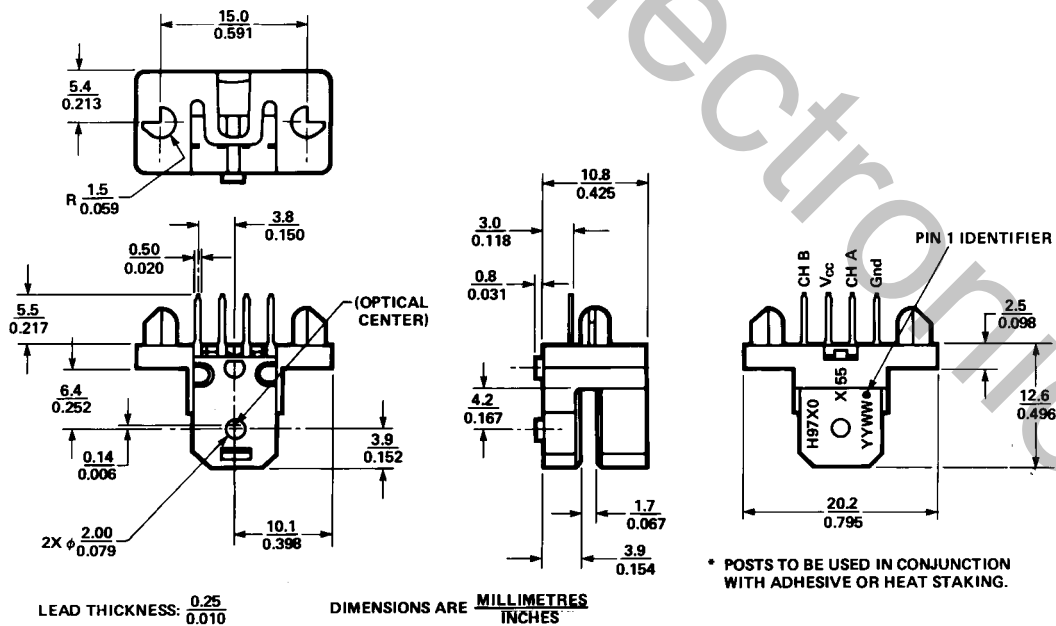 15.0
0.591
5.4
0.213
R 1.5
0.059
3.8
0.150
0.50
0.020
5.5
0.217
(OPTICAL
CENTER)
6.4
0.252
0.14
0.006
3.9
0.152
2X ϕ 2.00
0.079
10.1
0.398
10.8
0.425
3.0
0.118
0.8
0.031
4.2
0.167
1.7
0.067
3.9
0.154
PIN 1 IDENTIFIER
CH B
Vcc
CH A
Gnd
2.5
0.098
12.6
0.496
X 55
H97X0
YYWW
20.2
0.795
* POSTS TO BE USED IN CONJUNCTION
WITH ADHESIVE OR HEAT STAKING.
LEAD THICKNESS: 0.25
0.010
DIMENSIONS ARE MILLIMETRES
INCHES